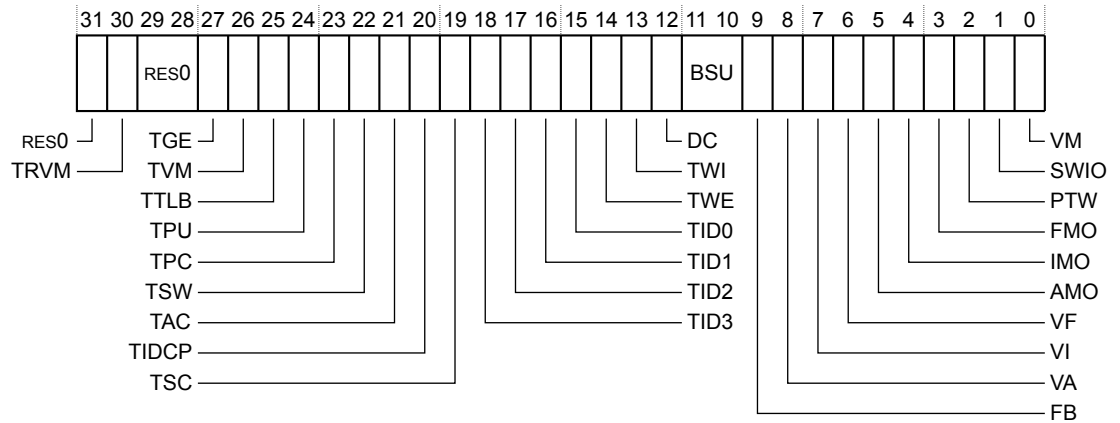 31 30 29 28 27 26 25 24 23 22 21 20 19 18 17 16 15 14 13 12 11 10 9 8 7 6 5 4 3 2 1 0
RES0 BSU
RES0 TGE DC VM
TRVM TVM TWI SWIO
TTLB TWE PTW
TPU TID0 FMO
TPC TID1 IMO
TSW TID2 AMO
TAC TID3 VF
TIDCP VI
TSC VA
FB